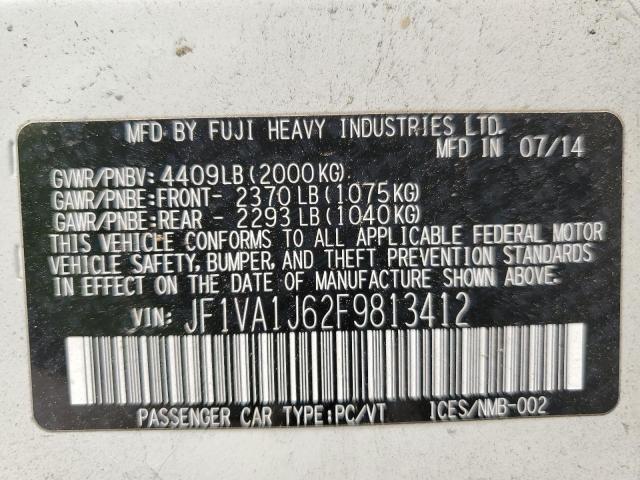 MFD BY FUJI HEAVY INDUSTRIES LTD.
MFD IN 07/14
GVWR/PNBV: 4409LB(2000KG)
GAWR/PNBE:FRONT- 2370LB(1075KG)
GAWR/PNBE:REAR - 2293LB(1040KG)
THIS VEHICLE CONFORMS TO ALL APPLICABLE FEDERAL MOTOR
VEHICLE SAFETY, BUMPER, AND THEFT PREVENTION STANDARDS
IN EFFECT ON THE DATE OF MANUFACTURE SHOWN ABOVE.
VIN: JF1VA1J62F9813412
PASSENGER CAR TYPE:PC/VT ICES/NMB-002